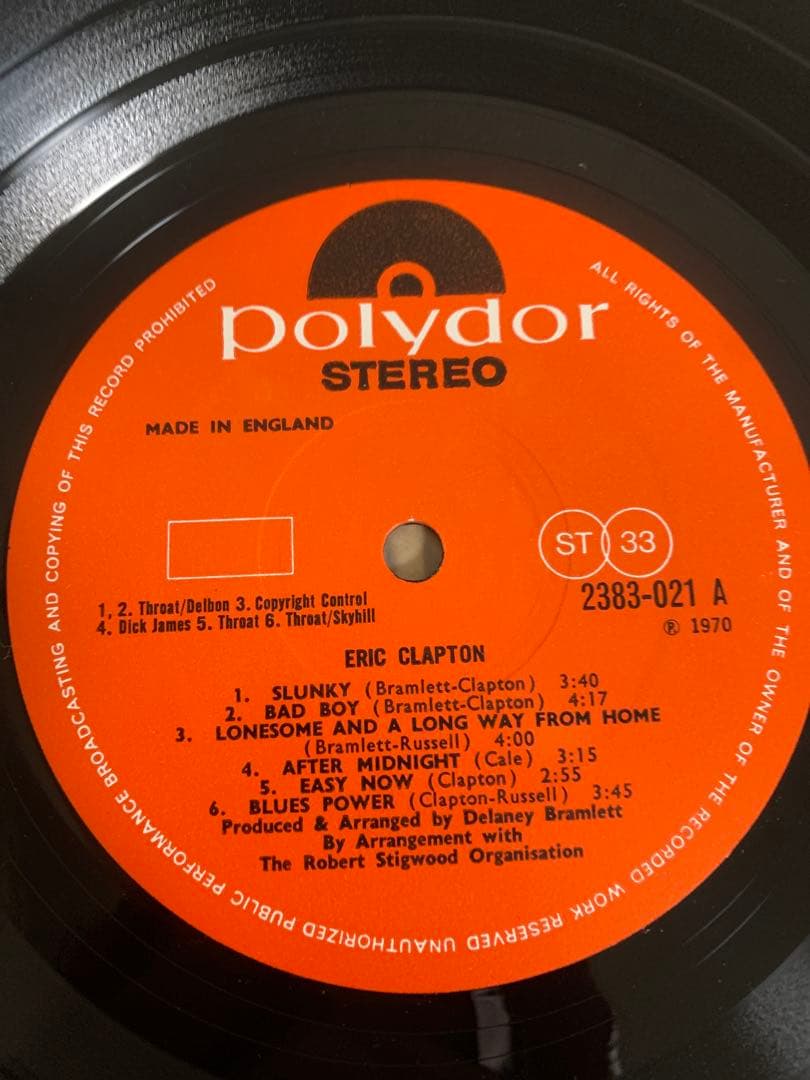 polydor
STEREO
MADE IN ENGLAND
ST 33
2383-021 A
℗ 1970
1, 2. Throat/Delbon 3. Copyright Control
4. Dick James 5. Throat 6. Throat/Skyhill
ERIC CLAPTON
1. SLUNKY (Bramlett-Clapton) 3:40
2. BAD BOY (Bramlett-Clapton) 4:17
3. LONESOME AND A LONG WAY FROM HOME
(Bramlett-Russell) 4:00
4. AFTER MIDNIGHT (Cale) 3:15
5. EASY NOW (Clapton) 2:55
6. BLUES POWER (Clapton-Russell) 3:45
Produced & Arranged by Delaney Bramlett
By Arrangement with
The Robert Stigwood Organisation
ALL RIGHTS OF THE MANUFACTURER AND OF THE OWNER OF THE RECORDED WORK RESERVED UNAUTHORIZED PUBLIC PERFORMANCE BROADCASTING AND COPYING OF THIS RECORD PROHIBITED